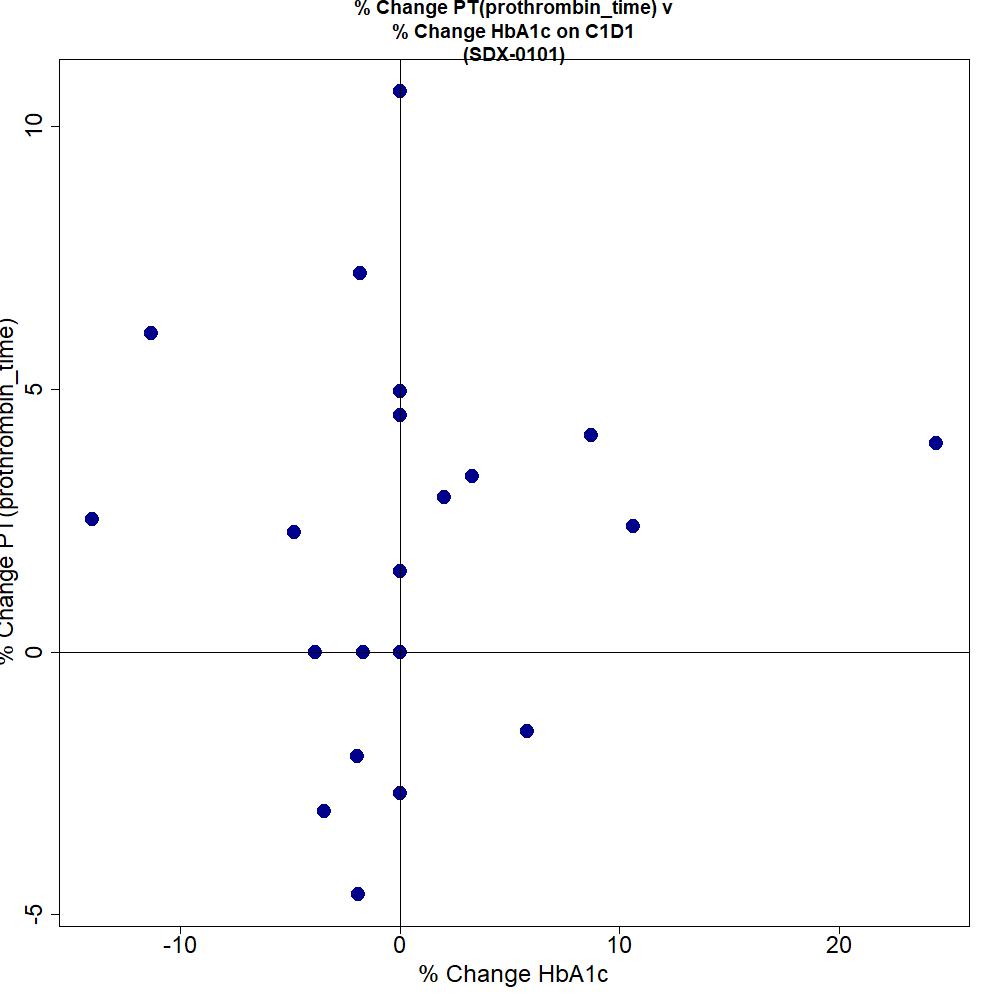 % Change PT(prothrombin_time) v
% Change HbA1c on C1D1
(SDX-0101)
% Change PT(prothrombin_time)
10
5
0
-5
-10
0
10
20
% Change HbA1c